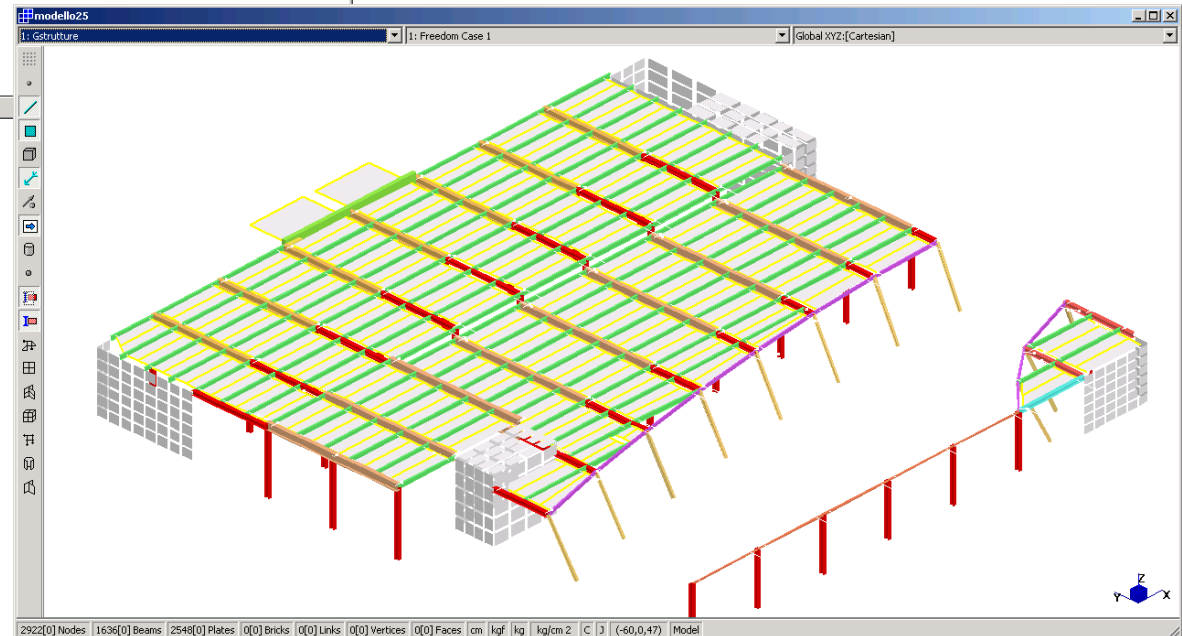 modello25
1: Gstrutture 1: Freedom Case 1 Global XYZ:[Cartesian]
Z
Y X
2922[0] Nodes 1636[0] Beams 2548[0] Plates 0[0] Bricks 0[0] Links 0[0] Vertices 0[0] Faces cm kgf kg kg/cm 2 C J (-60,0,47) Model